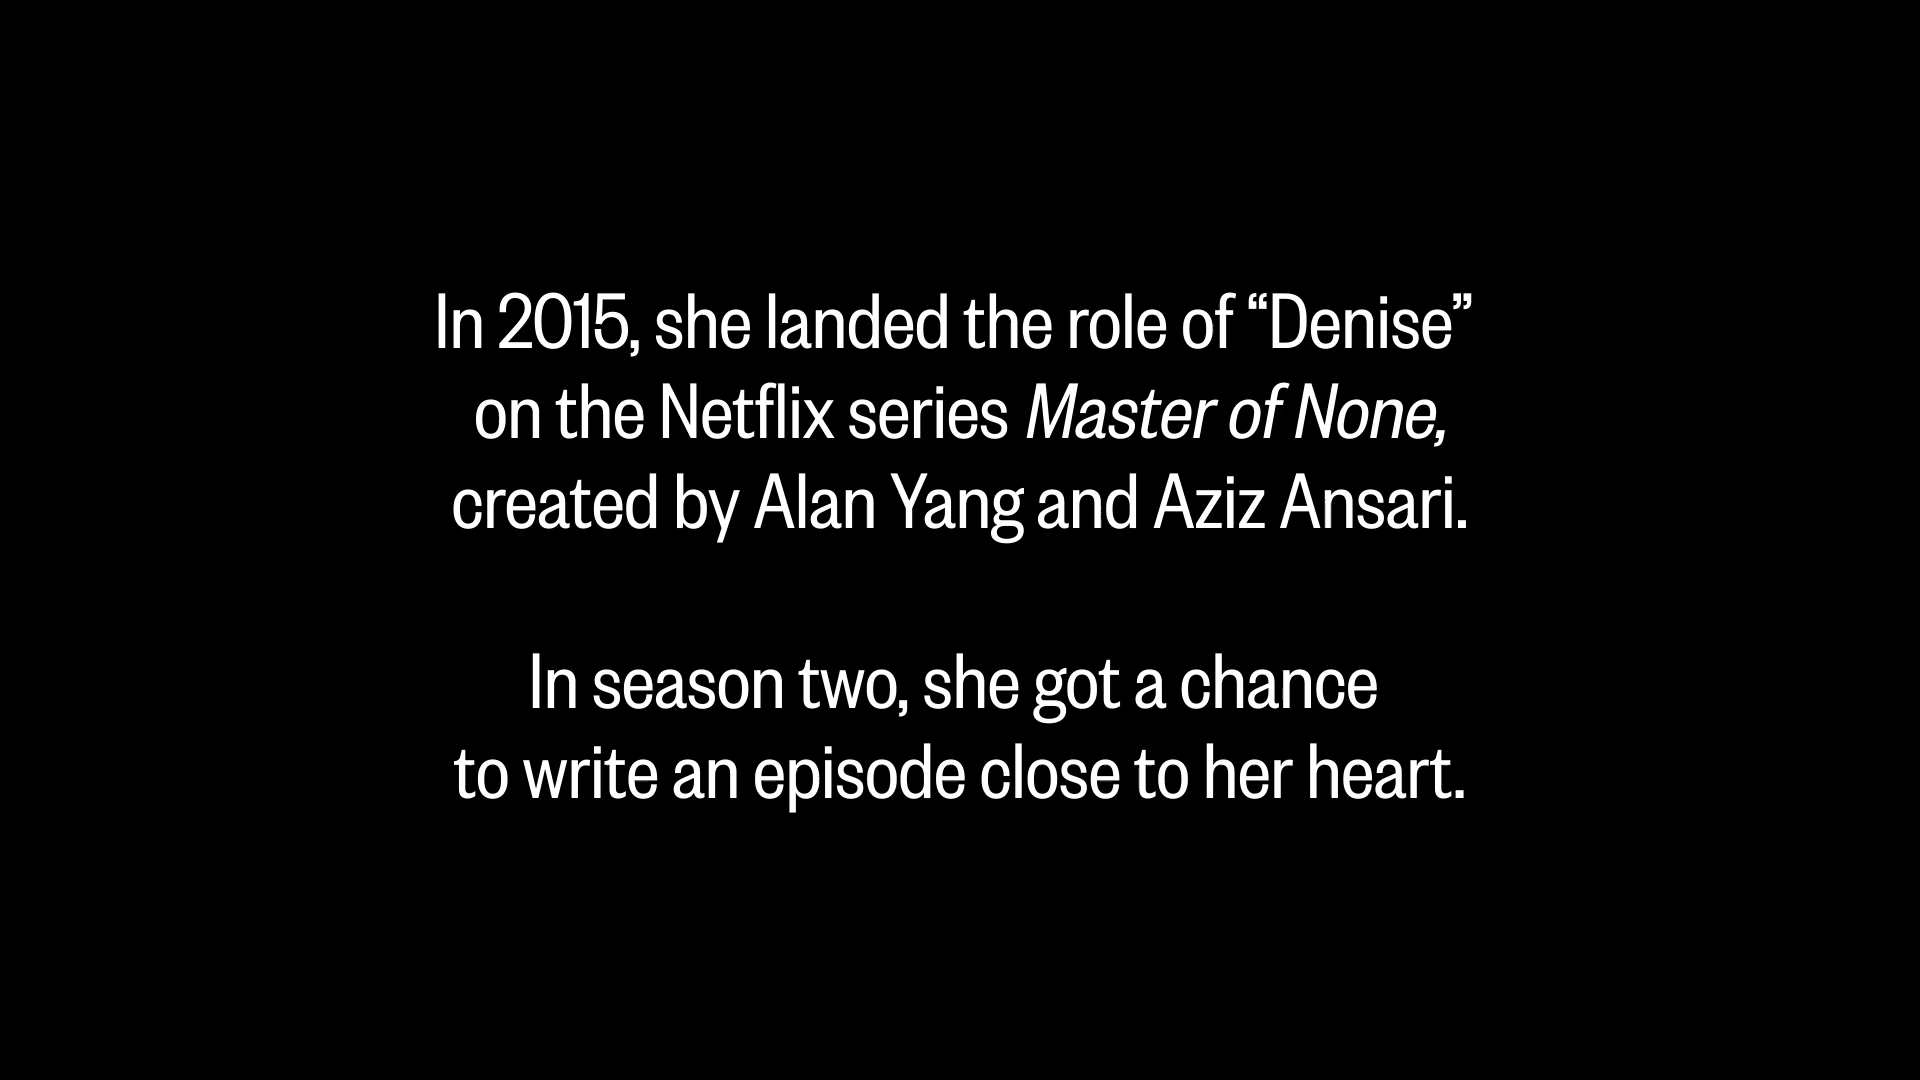 In 2015, she landed the role of “Denise”
on the Netflix series Master of None,
created by Alan Yang and Aziz Ansari.
In season two, she got a chance
to write an episode close to her heart.